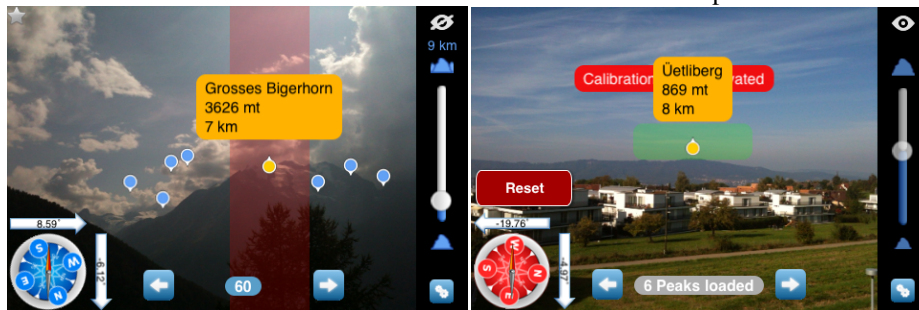 9 km
Grosses Bigerhorn
3626 mt
7 km
8.59°
-6.12°
S
W
E
N
60
Calibration
vated
Üetliberg
869 mt
8 km
Reset
-19.76°
-4.97°
W
S
N
E
6 Peaks loaded